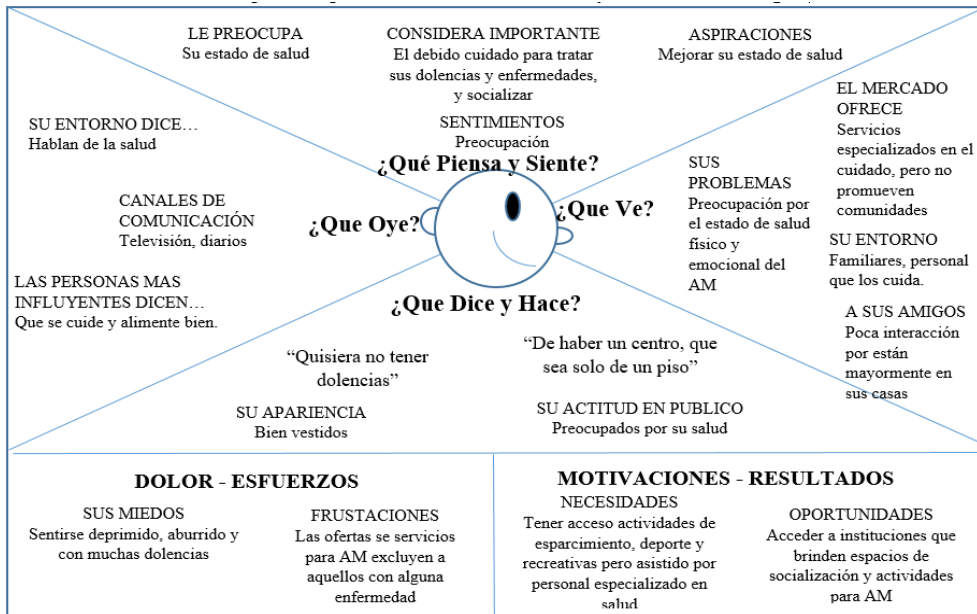 LE PREOCUPA
Su estado de salud
CONSIDERA IMPORTANTE
El debido cuidado para tratar
sus dolencias y enfermedades,
y socializar
SENTIMIENTOS
Preocupación
ASPIRACIONES
Mejorar su estado de salud
¿Qué Piensa y Siente?
SU ENTORNO DICE…
Hablan de la salud
CANALES DE
COMUNICACIÓN
Televisión, diarios
LAS PERSONAS MAS
INFLUYENTES DICEN…
Que se cuide y alimente bien.
¿Que Oye?
¿Que Ve?
SUS
PROBLEMAS
Preocupación por
el estado de salud
físico y
emocional del
AM
EL MERCADO
OFRECE
Servicios
especializados en el
cuidado, pero no
promueven
comunidades
SU ENTORNO
Familiares, personal
que los cuida.
A SUS AMIGOS
Poca interacción
por están
mayormente en
sus casas
¿Que Dice y Hace?
“Quisiera no tener
dolencias”
“De haber un centro, que
sea solo de un piso”
SU APARIENCIA
Bien vestidos
SU ACTITUD EN PUBLICO
Preocupados por su salud
DOLOR - ESFUERZOS
SUS MIEDOS
Sentirse deprimido, aburrido y
con muchas dolencias
FRUSTACIONES
Las ofertas se servicios
para AM excluyen a
aquellos con alguna
enfermedad
MOTIVACIONES - RESULTADOS
NECESIDADES
Tener acceso actividades de
esparcimiento, deporte y
recreativas pero asistido por
personal especializado en
salud
OPORTUNIDADES
Acceder a instituciones que
brinden espacios de
socialización y actividades
para AM